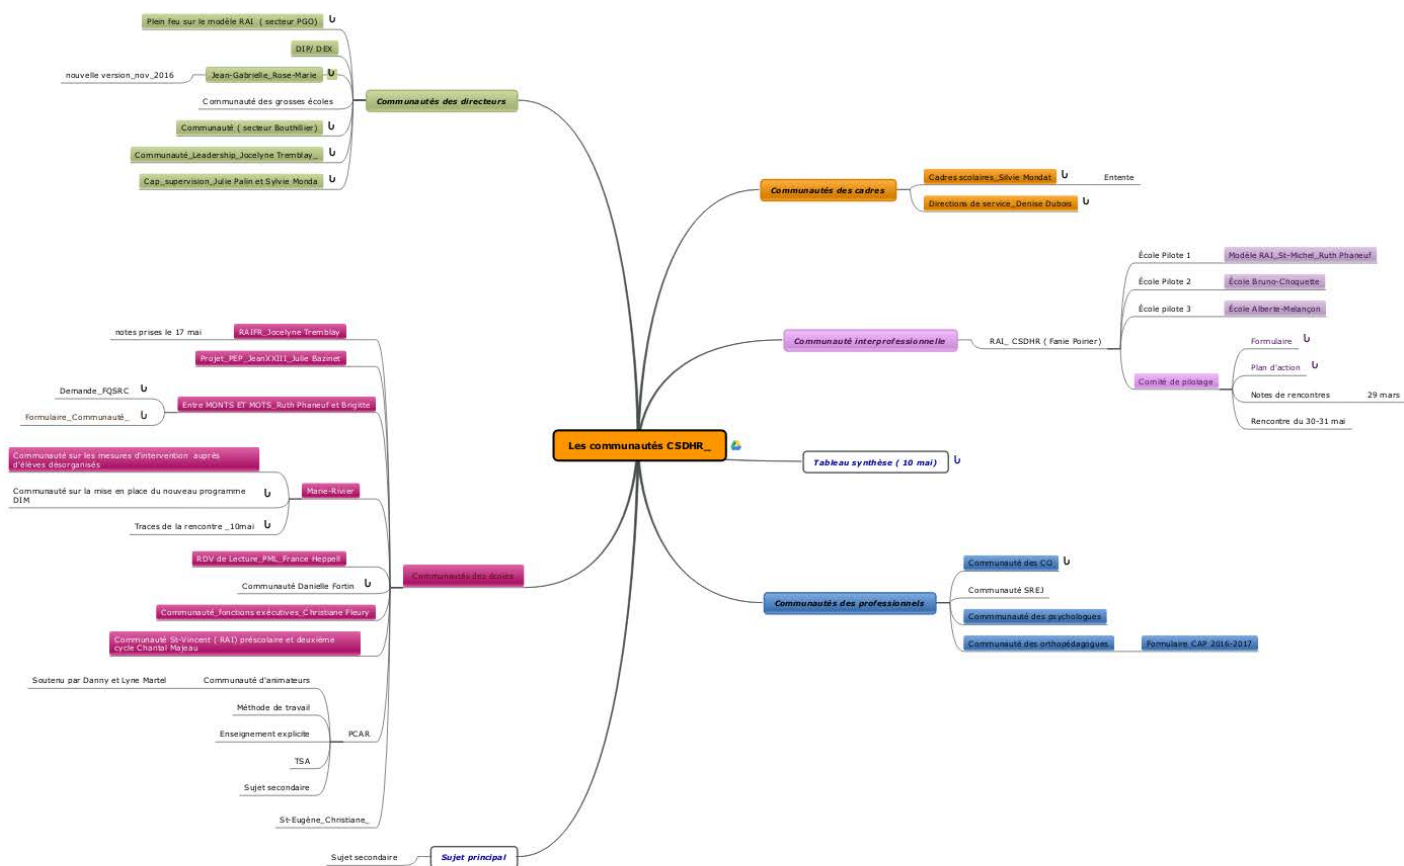 Plein feu sur le modèle RAI ( secteur PGO)
DIP/ DEX
nouvelle version_nov_2016
Jean-Gabrielle_Rose-Marie
Communauté des grosses écoles
Communauté ( secteur Bouthillier)
Communauté_Leadership_Jocelyne Tremblay_
Cap_supervision_Julie Palin et Sylvie Monda
Communautés des directeurs
Communautés des cadres
Cadres scolaires_Silvie Mondat
Entente
Directions de service_Denise Dubois
Communauté interprofessionnelle
RAI_ CSDHR ( Fanie Poirier)
École Pilote 1
Modèle RAI_St-Michel_Ruth Phaneuf
École Pilote 2
École Bruno-Choquette
École pilote 3
École Alberte-Melançon
Comité de pilotage
Formulaire
Plan d'action
Notes de rencontres
29 mars
Rencontre du 30-31 mai
Les communautés CSDHR_
Tableau synthèse ( 10 mai)
Communautés des professionnels
Communauté des CO
Communauté SREJ
Commmunauté des psychologues
Communauté des orthopédagogues
Formulaire CAP 2016-2017
notes prises le 17 mai
RAIFR_Jocelyne Tremblay
Projet_PEP_JeanXXIII_Julie Bazinet
Demande_FQSRC
Formulaire_Communauté_
Entre MONTS ET MOTS_Ruth Phaneuf et Brigitte
Communauté sur les mesures d'intervention auprès
d'élèves désorganisés
Communauté sur la mise en place du nouveau programme
DIM
Traces de la rencontre _10mai
Marie-Rivier
RDV de Lecture_PML_France Heppell
Communauté Danielle Fortin
Communauté_fonctions exécutives_Christiane Fleury
Communauté St-Vincent ( RAI) préscolaire et deuxième
cycle Chantal Majeau
Communautés des écoles
Soutenu par Danny et Lyne Martel
Communauté d'animateurs
Méthode de travail
Enseignement explicite
TSA
Sujet secondaire
PCAR
St-Eugène_Christiane_
Sujet secondaire
Sujet principal